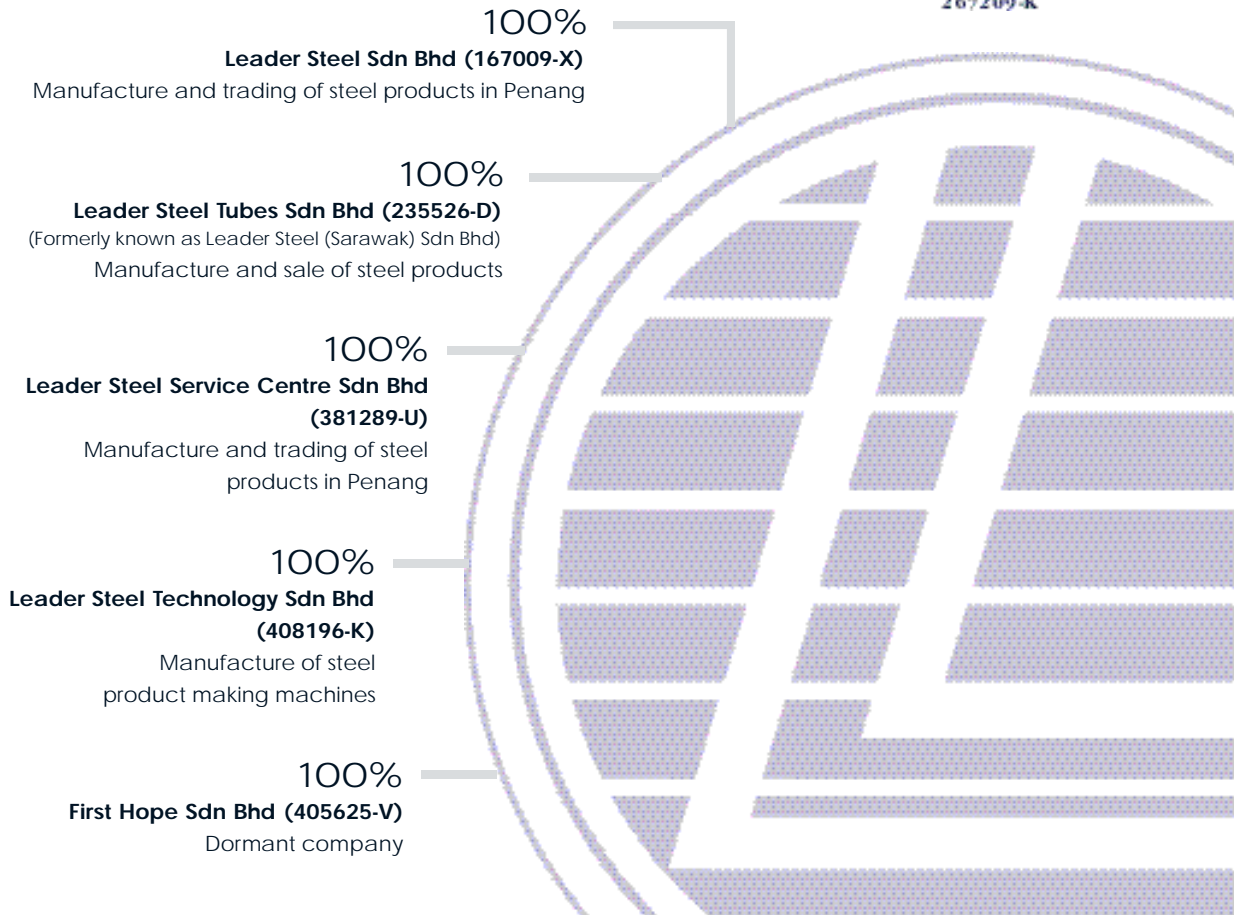 267209-K
100%
Leader Steel Sdn Bhd (167009-X)
Manufacture and trading of steel products in Penang
100%
Leader Steel Tubes Sdn Bhd (235526-D)
(Formerly known as Leader Steel (Sarawak) Sdn Bhd)
Manufacture and sale of steel products
100%
Leader Steel Service Centre Sdn Bhd
(381289-U)
Manufacture and trading of steel
products in Penang
100%
Leader Steel Technology Sdn Bhd
(408196-K)
Manufacture of steel
product making machines
100%
First Hope Sdn Bhd (405625-V)
Dormant company